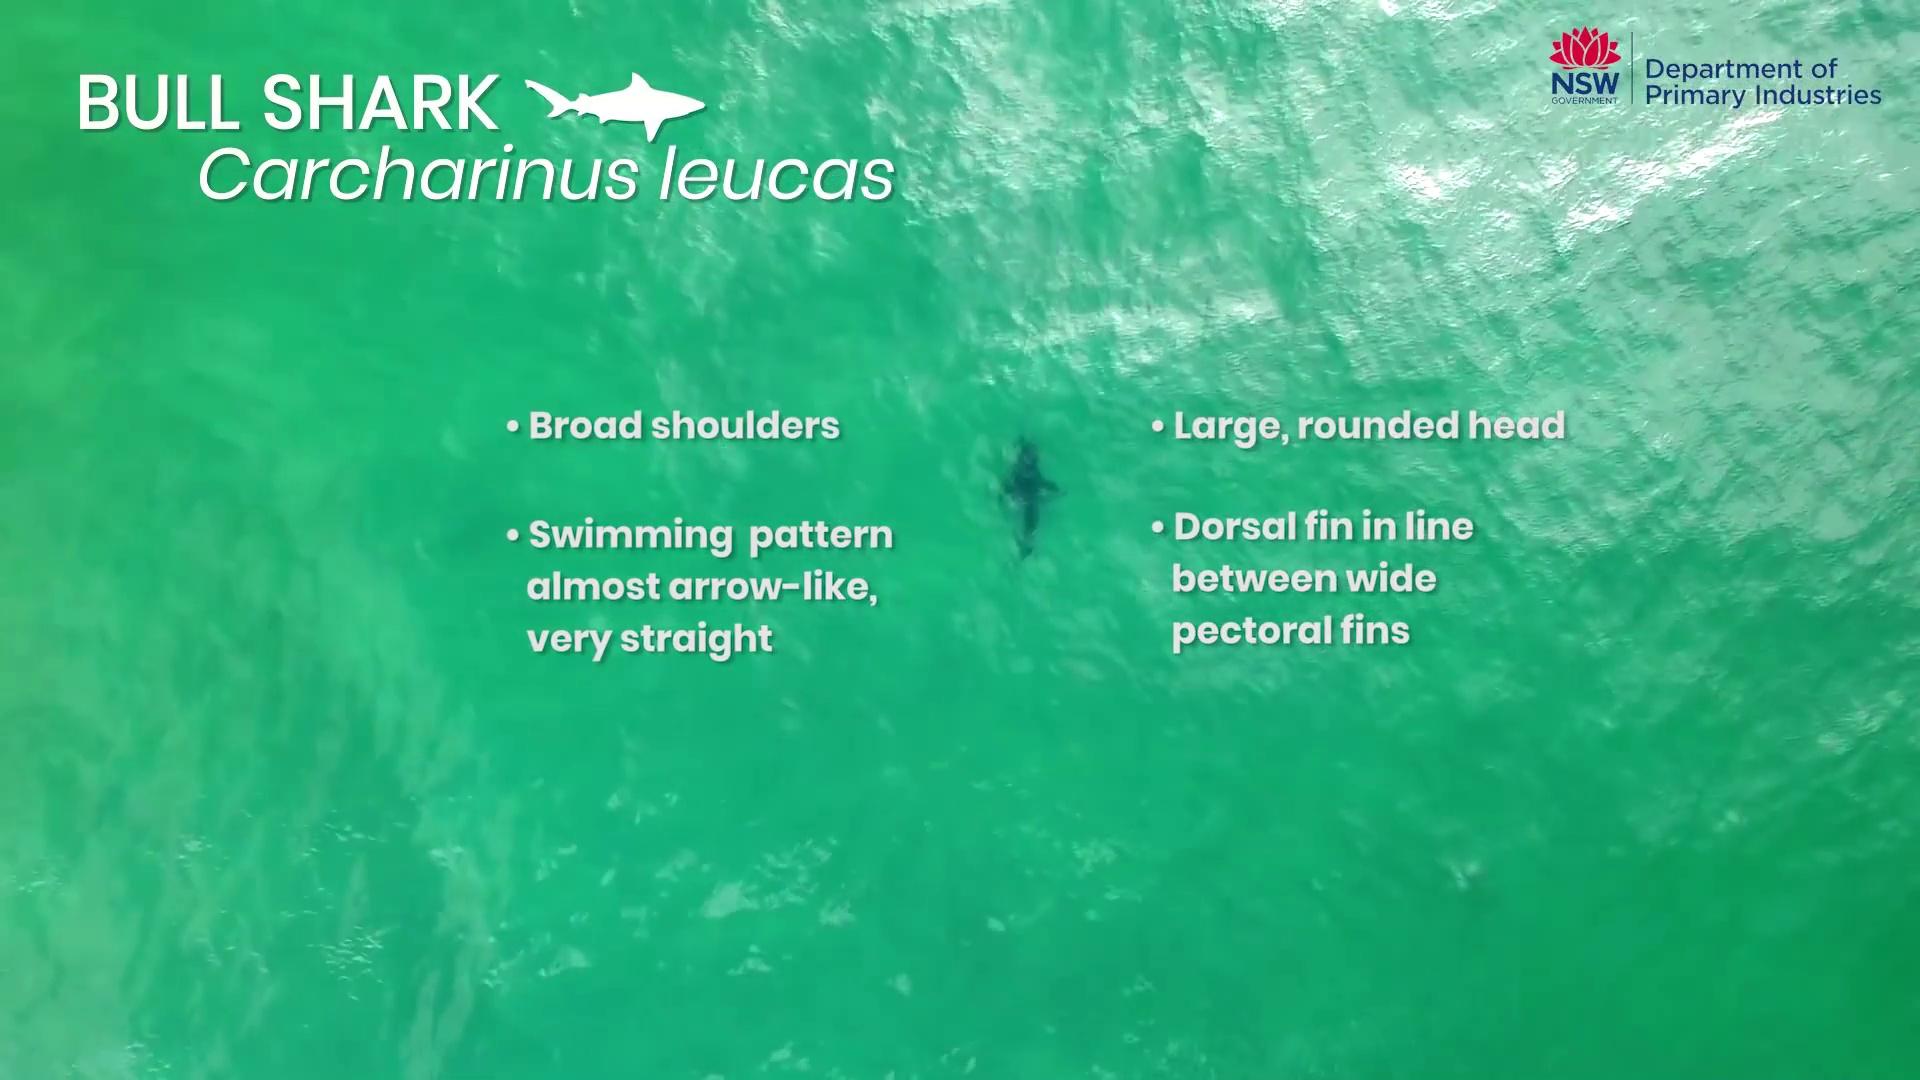 BULL SHARK
Carcharinus leucas
NSW
GOVERNMENT
Department of
Primary Industries
• Broad shoulders
• Swimming pattern
almost arrow-like,
very straight
• Large, rounded head
• Dorsal fin in line
between wide
pectoral fins